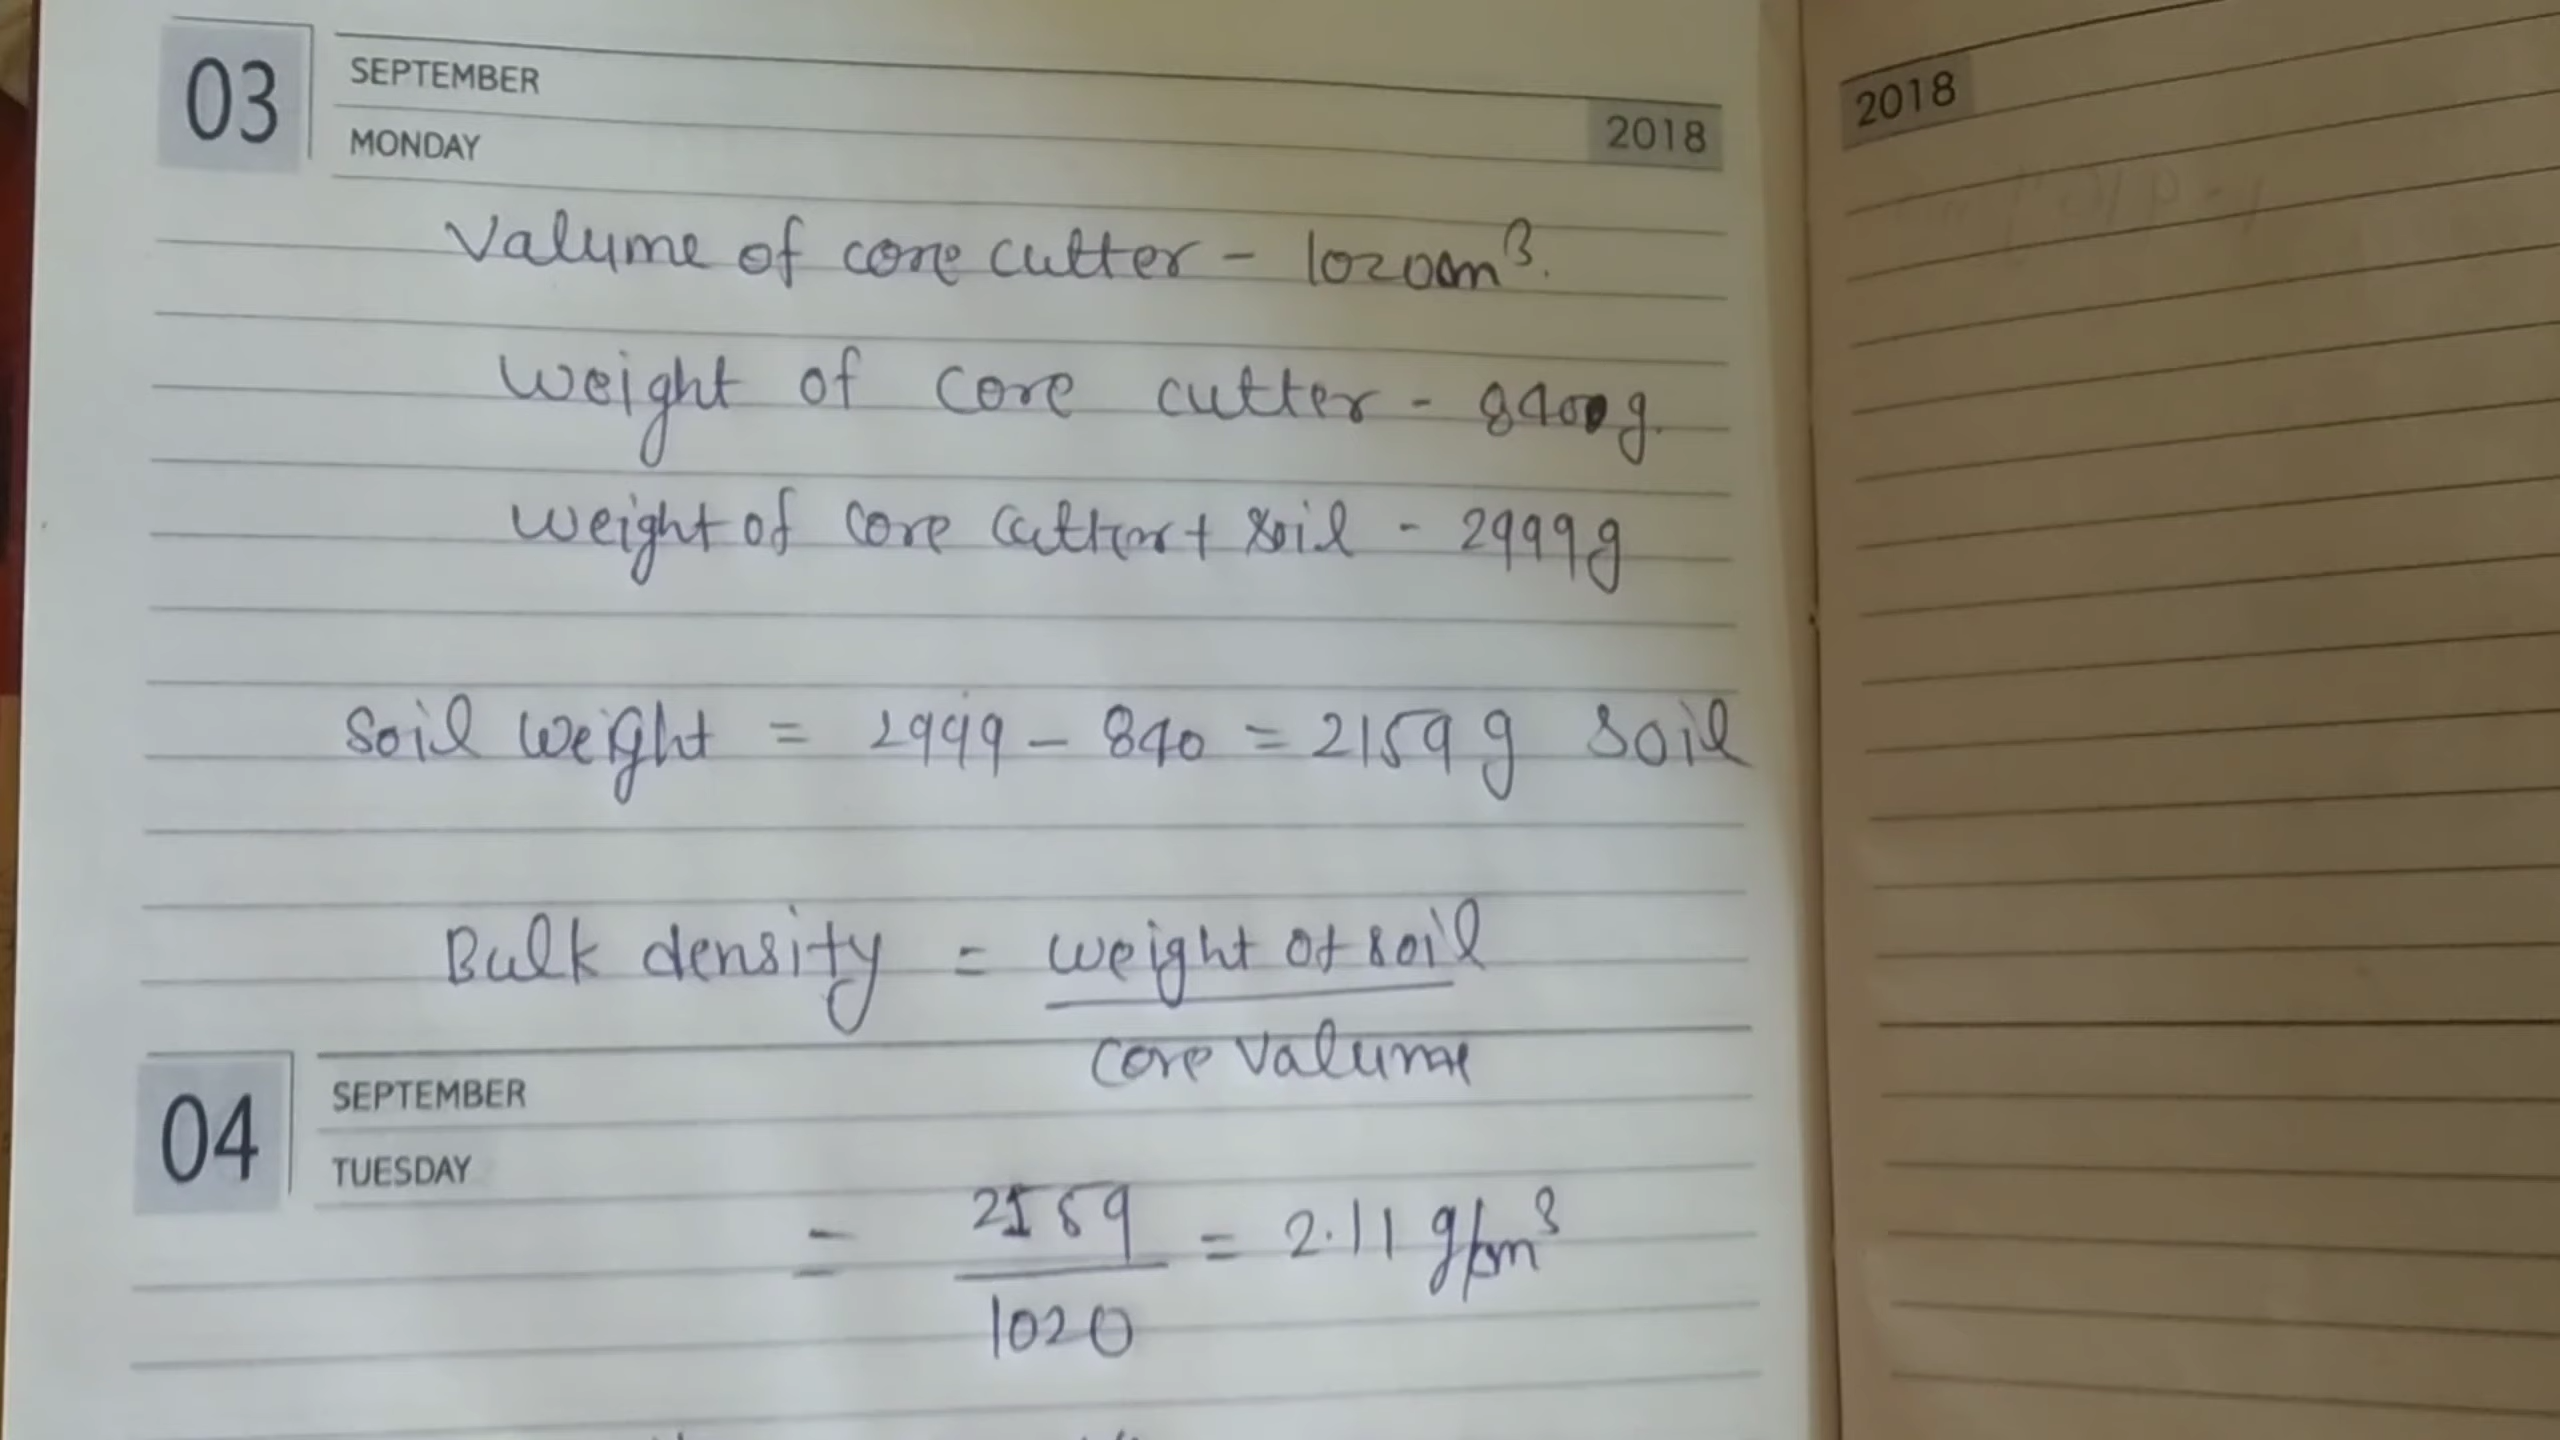 03
SEPTEMBER
MONDAY
2018
Valume of core cutter - 1020cm³.
Weight of core cutter - 840 g.
Weight of core cutter + soil - 2999g
Soil weight = 2999 - 840 = 2159 g soil
Bulk density = weight of soil
core valume
04
SEPTEMBER
TUESDAY
= 2159
1020
= 2.11 g/cm³
2018